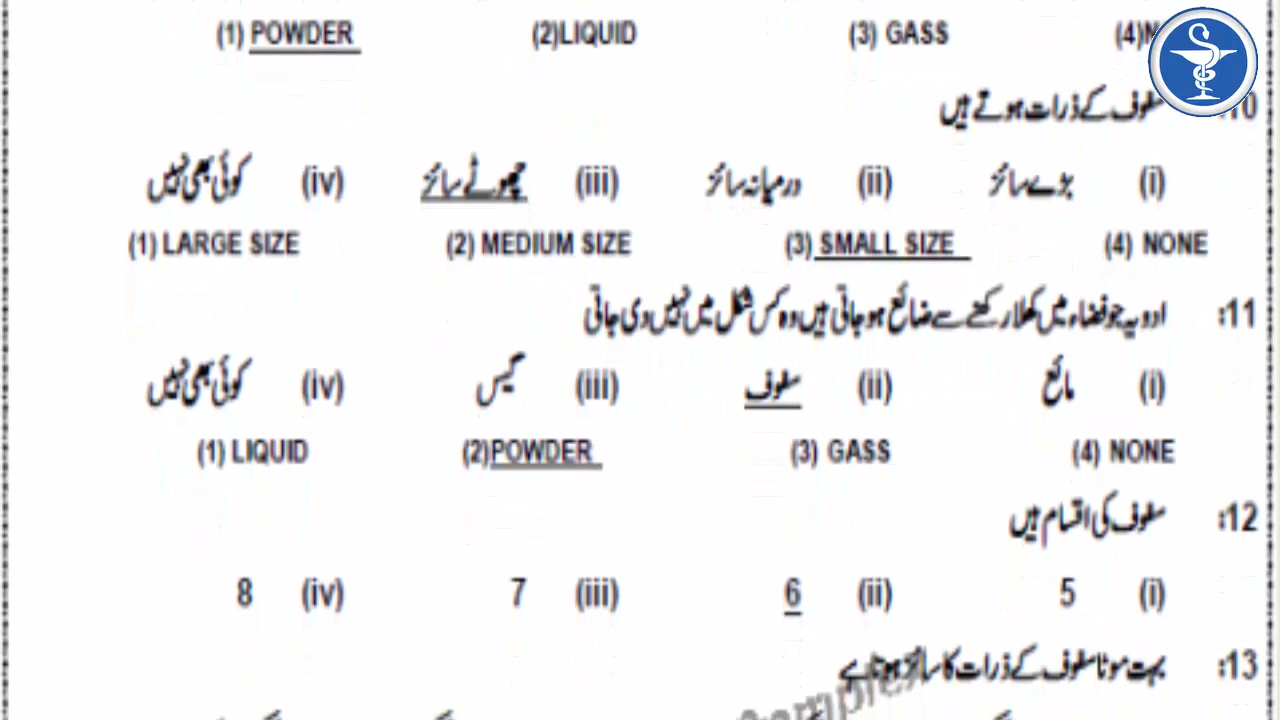 (1) POWDER (2)LIQUID (3) GASS (4)N
:10 سفوف کے ذرات ہوتے ہیں
(i) بڑے سائز (ii) درمیانہ سائز (iii) چھوٹے سائز (iv) کوئی بھی نہیں
(1) LARGE SIZE (2) MEDIUM SIZE (3) SMALL SIZE (4) NONE
:11 ادویہ جو فضاء میں کھلا رکھنے سے ضائع ہو جاتی ہیں وہ کس شکل میں نہیں دی جاتی
(i) مائع (ii) سفوف (iii) گیس (iv) کوئی بھی نہیں
(1) LIQUID (2)POWDER (3) GASS (4) NONE
:12 سفوف کی اقسام ہیں
(i) 5 (ii) 6 (iii) 7 (iv) 8
:13 بہت موٹا سفوف کے ذرات کا سائز ہوتا ہے